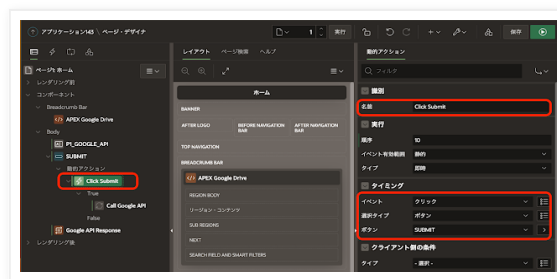 アプリケーション143 \ ページ・デザイナ
1
実行
保存
ページ1: ホーム
レンダリング前
コンポーネント
Breadcrumb Bar
APEX Google Drive
Body
P1_GOOGLE_API
SUBMIT
動的アクション
Click Submit
True
Call Google API
False
Google API Response
レンダリング後
レイアウト
ページ検索
ヘルプ
ホーム
BANNER
AFTER LOGO
BEFORE NAVIGATION BAR
AFTER NAVIGATION BAR
TOP NAVIGATION
BREADCRUMB BAR
APEX Google Drive
REGION BODY
リージョン・コンテンツ
SUB REGIONS
NEXT
SEARCH FIELD AND SMART FILTERS
動的アクション
フィルタ
識別
名前 Click Submit
実行
順序 10
イベント有効範囲 静的
タイプ 即時
タイミング
イベント クリック
選択タイプ ボタン
ボタン SUBMIT
クライアント側の条件
タイプ - 選択 -